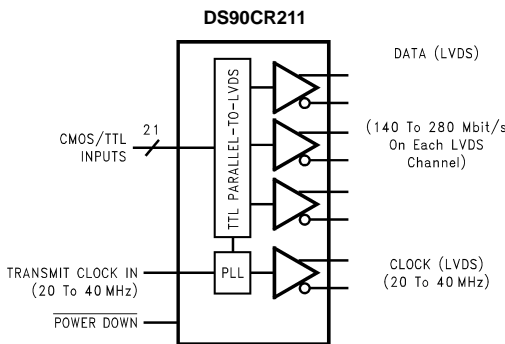 DS90CR211
DATA (LVDS)
TTL PARALLEL-TO-LVDS
21
CMOS/TTL
INPUTS
(140 To 280 Mbit/s
On Each LVDS
Channel)
PLL
TRANSMIT CLOCK IN
(20 To 40 MHz)
CLOCK (LVDS)
(20 To 40 MHz)
POWER DOWN